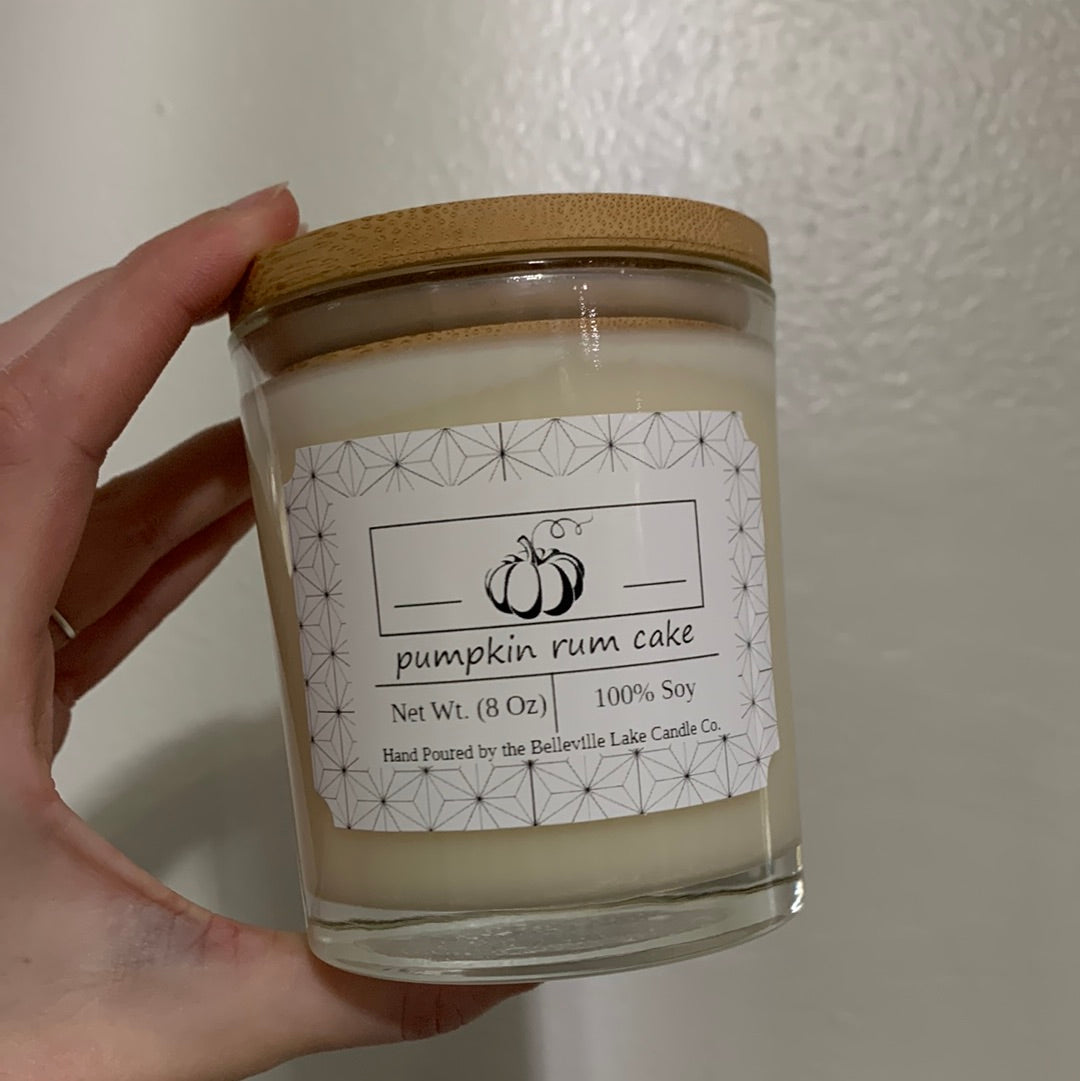 pumpkin rum cake
Net Wt. (8 Oz)
100% Soy
Hand Poured by the Belleville Lake Candle Co.